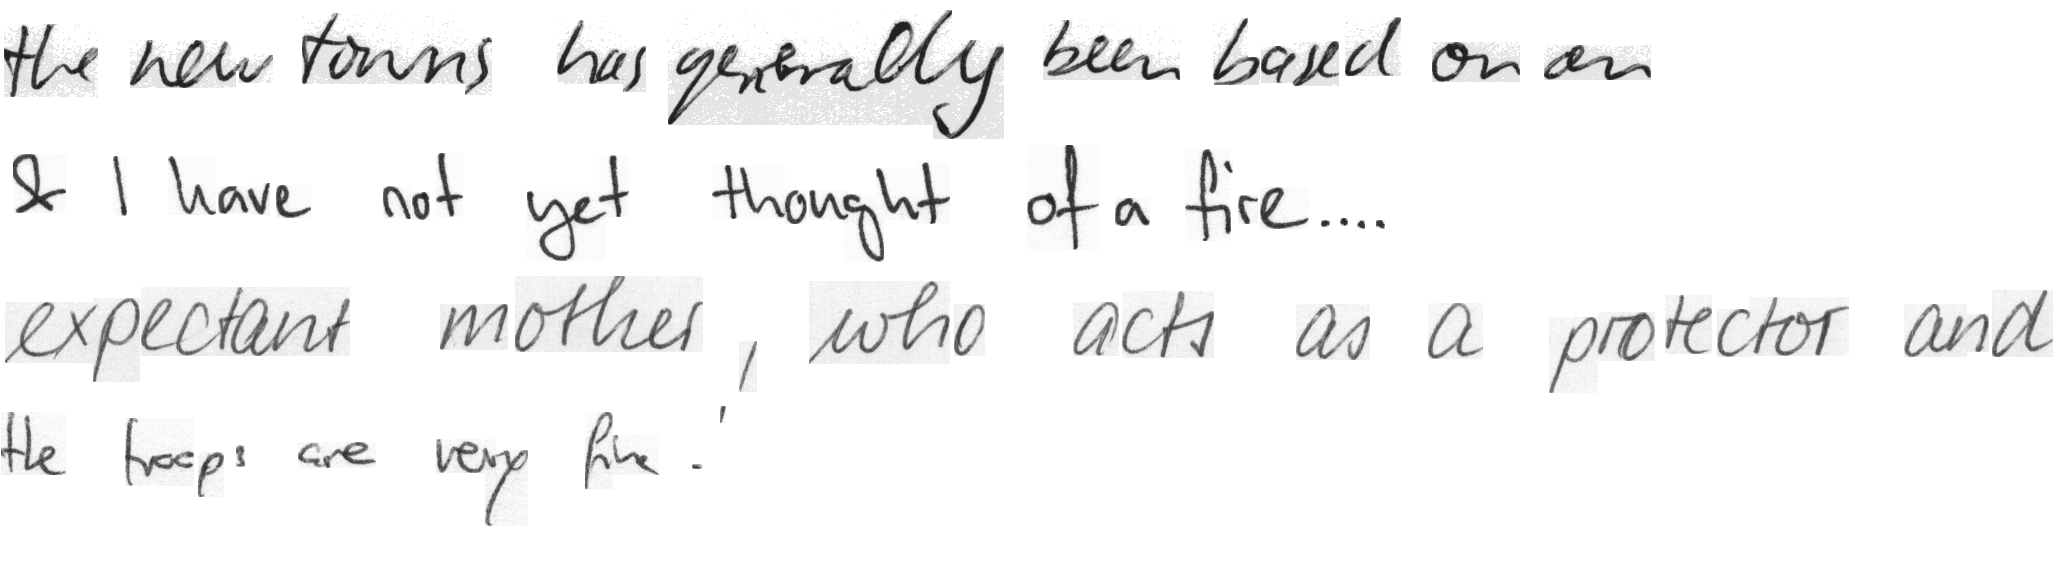 the new towns has generally been based on an
& I have not yet thought of a fire....
expectant mother, who acts as a protector and
the troops are very fine.'